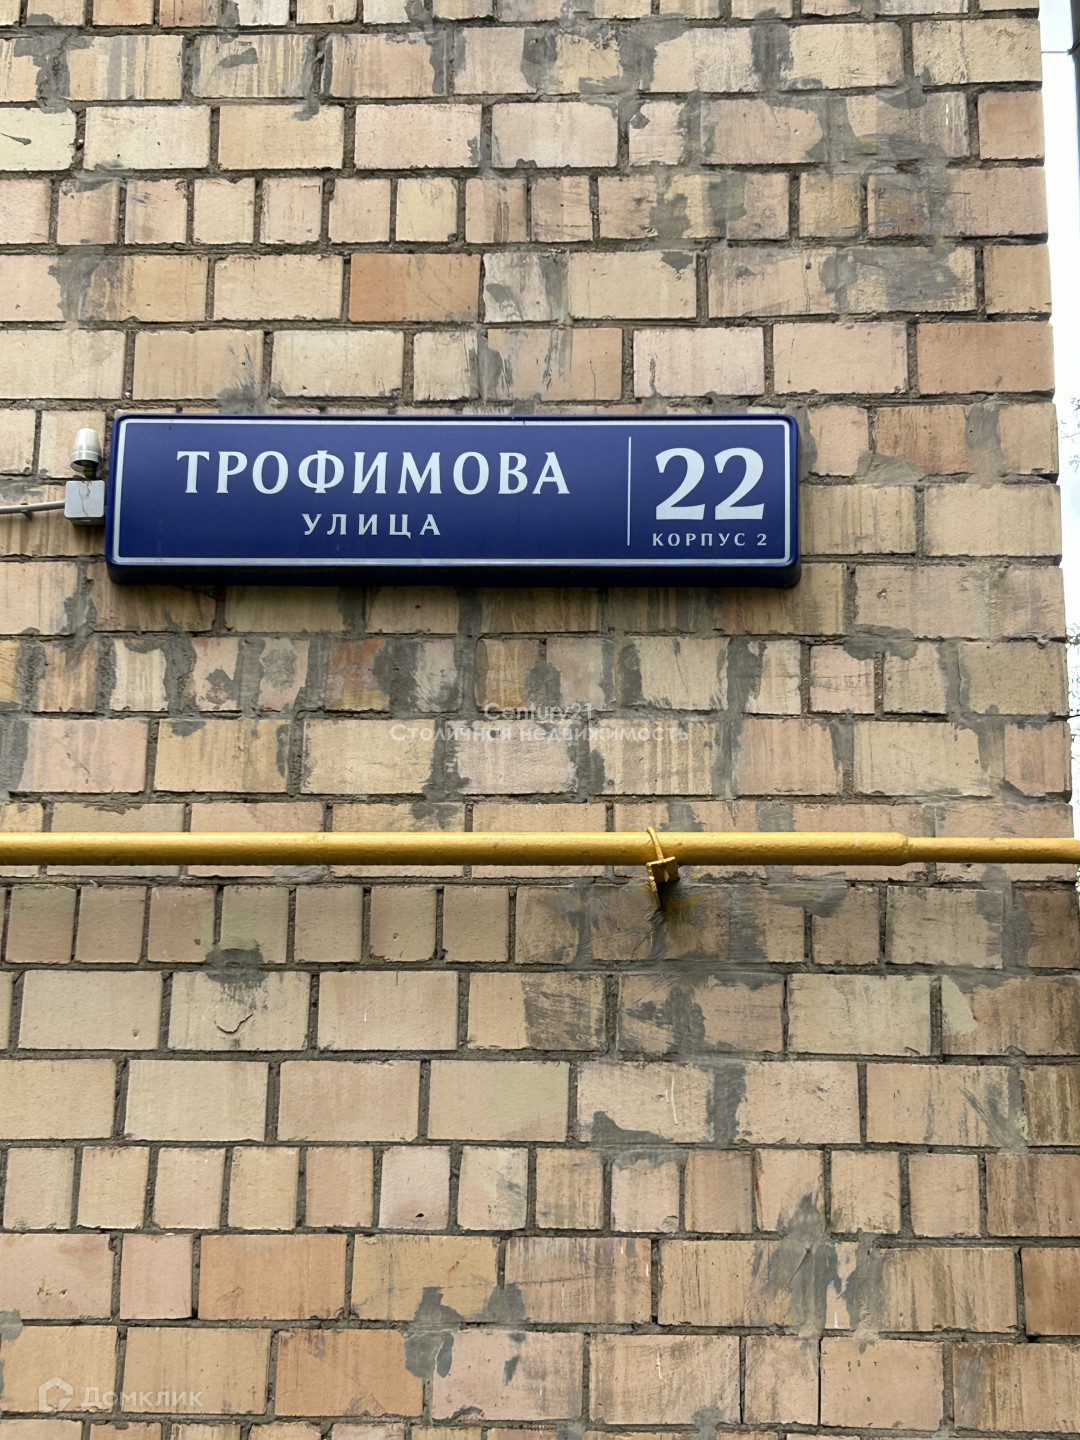 ТРОФИМОВА
УЛИЦА
22
КОРПУС 2
Century21
Столичная недвижимость
Домклик